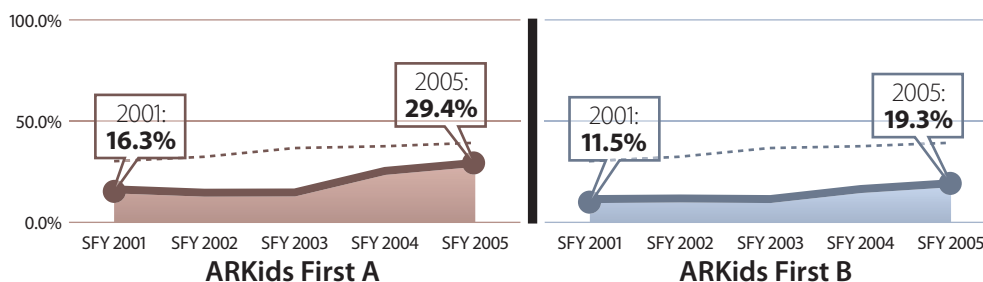 100.0%
50.0%
0.0%
2001:
16.3%
2005:
29.4%
SFY 2001 SFY 2002 SFY 2003 SFY 2004 SFY 2005
ARKids First A
2001:
11.5%
2005:
19.3%
SFY 2001 SFY 2002 SFY 2003 SFY 2004 SFY 2005
ARKids First B